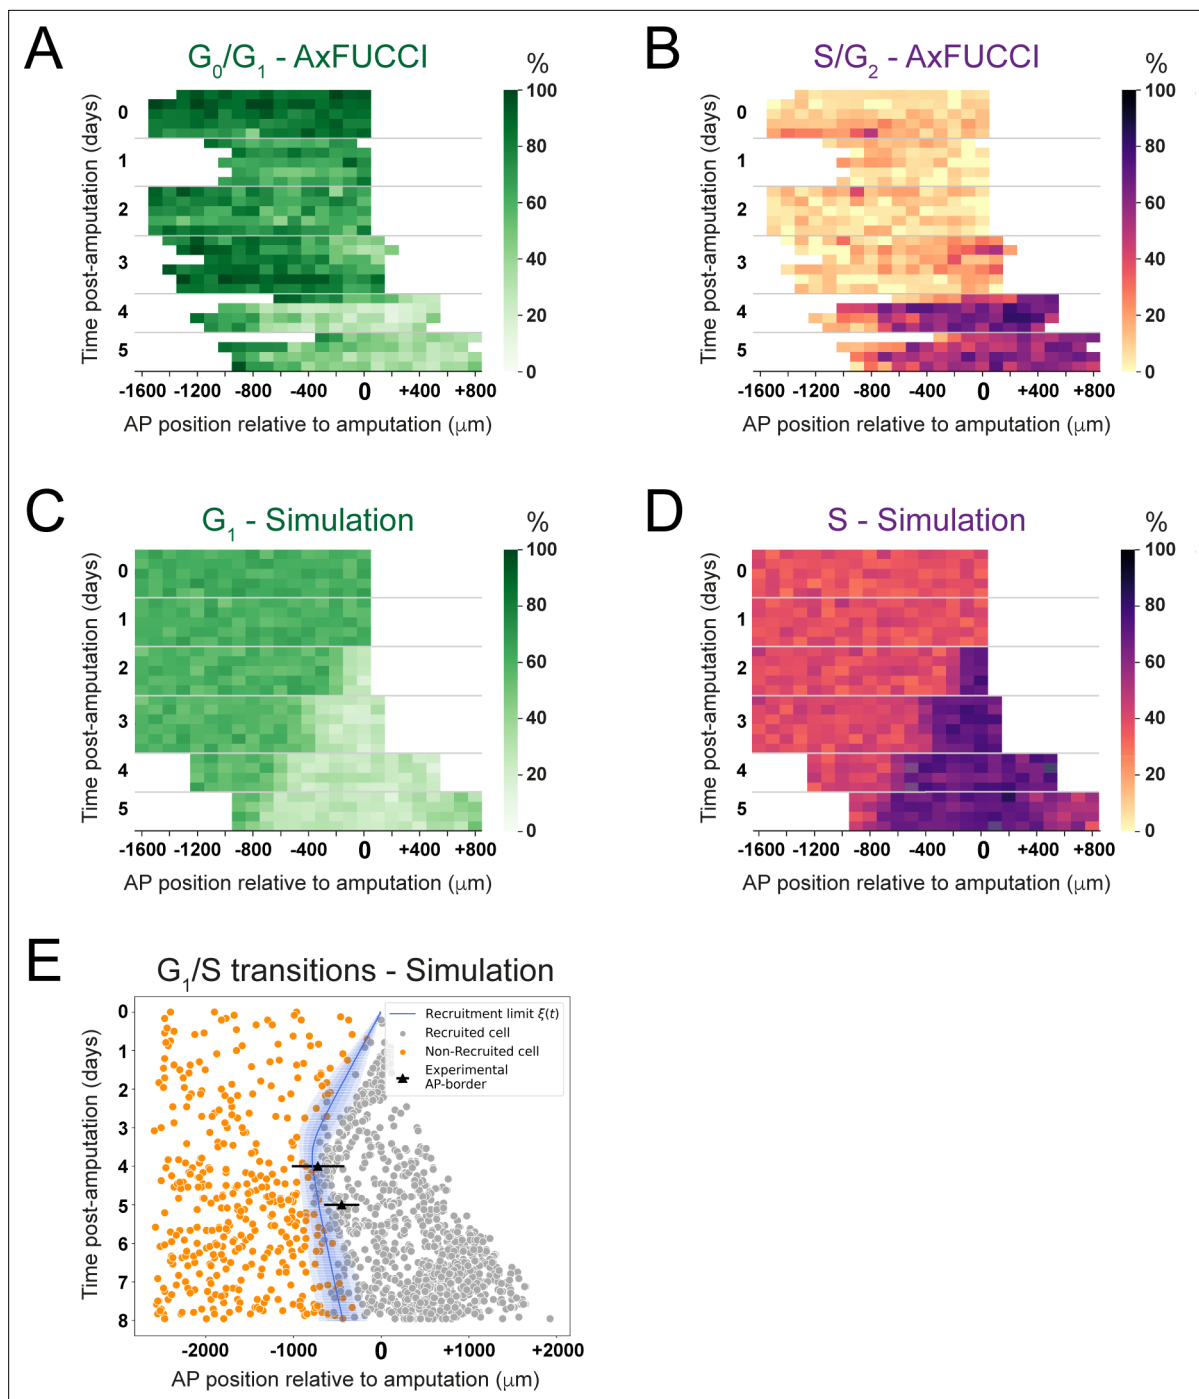 A
G0/G1 - AxFUCCI
%
Time post-amputation (days)
0
1
2
3
4
5
100
80
60
40
20
0
-1600 -1200 -800 -400 0 +400 +800
AP position relative to amputation (μm)
B
S/G2 - AxFUCCI
%
Time post-amputation (days)
0
1
2
3
4
5
100
80
60
40
20
0
-1600 -1200 -800 -400 0 +400 +800
AP position relative to amputation (μm)
C
G1 - Simulation
%
Time post-amputation (days)
0
1
2
3
4
5
100
80
60
40
20
0
-1600 -1200 -800 -400 0 +400 +800
AP position relative to amputation (μm)
D
S - Simulation
%
Time post-amputation (days)
0
1
2
3
4
5
100
80
60
40
20
0
-1600 -1200 -800 -400 0 +400 +800
AP position relative to amputation (μm)
E
G1/S transitions - Simulation
Time post-amputation (days)
0
1
2
3
4
5
6
7
8
Recruitment limit ξ(t)
Recruited cell
Non-Recruited cell
Experimental
AP-border
-2000 -1000 0 +1000 +2000
AP position relative to amputation (μm)